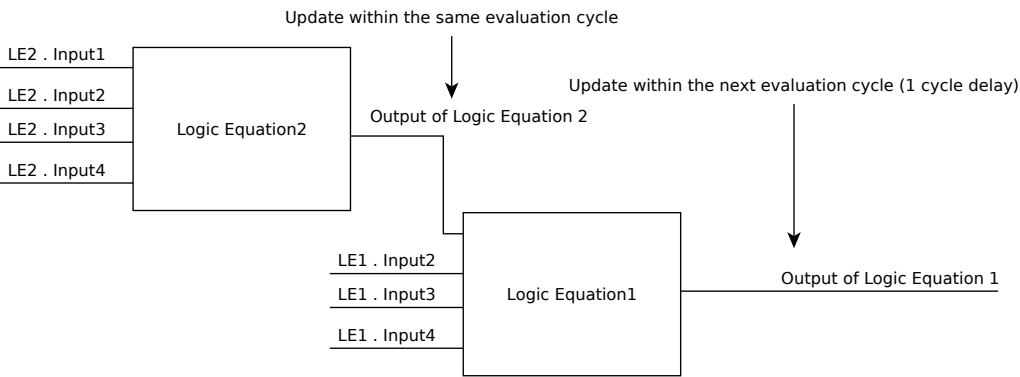 Update within the same evaluation cycle
LE2 . Input1
Update within the next evaluation cycle (1 cycle delay)
LE2 . Input2
Output of Logic Equation 2
LE2 . Input3
Logic Equation2
LE2 . Input4
LE1 . Input2
Output of Logic Equation 1
LE1 . Input3
Logic Equation1
LE1 . Input4